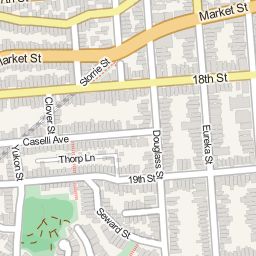 Market St
Market St
Storrie St
18th St
Clover St
Caselli Ave
Douglass St
Eureka St
Thorp Ln
Yukon St
19th St
Seward St